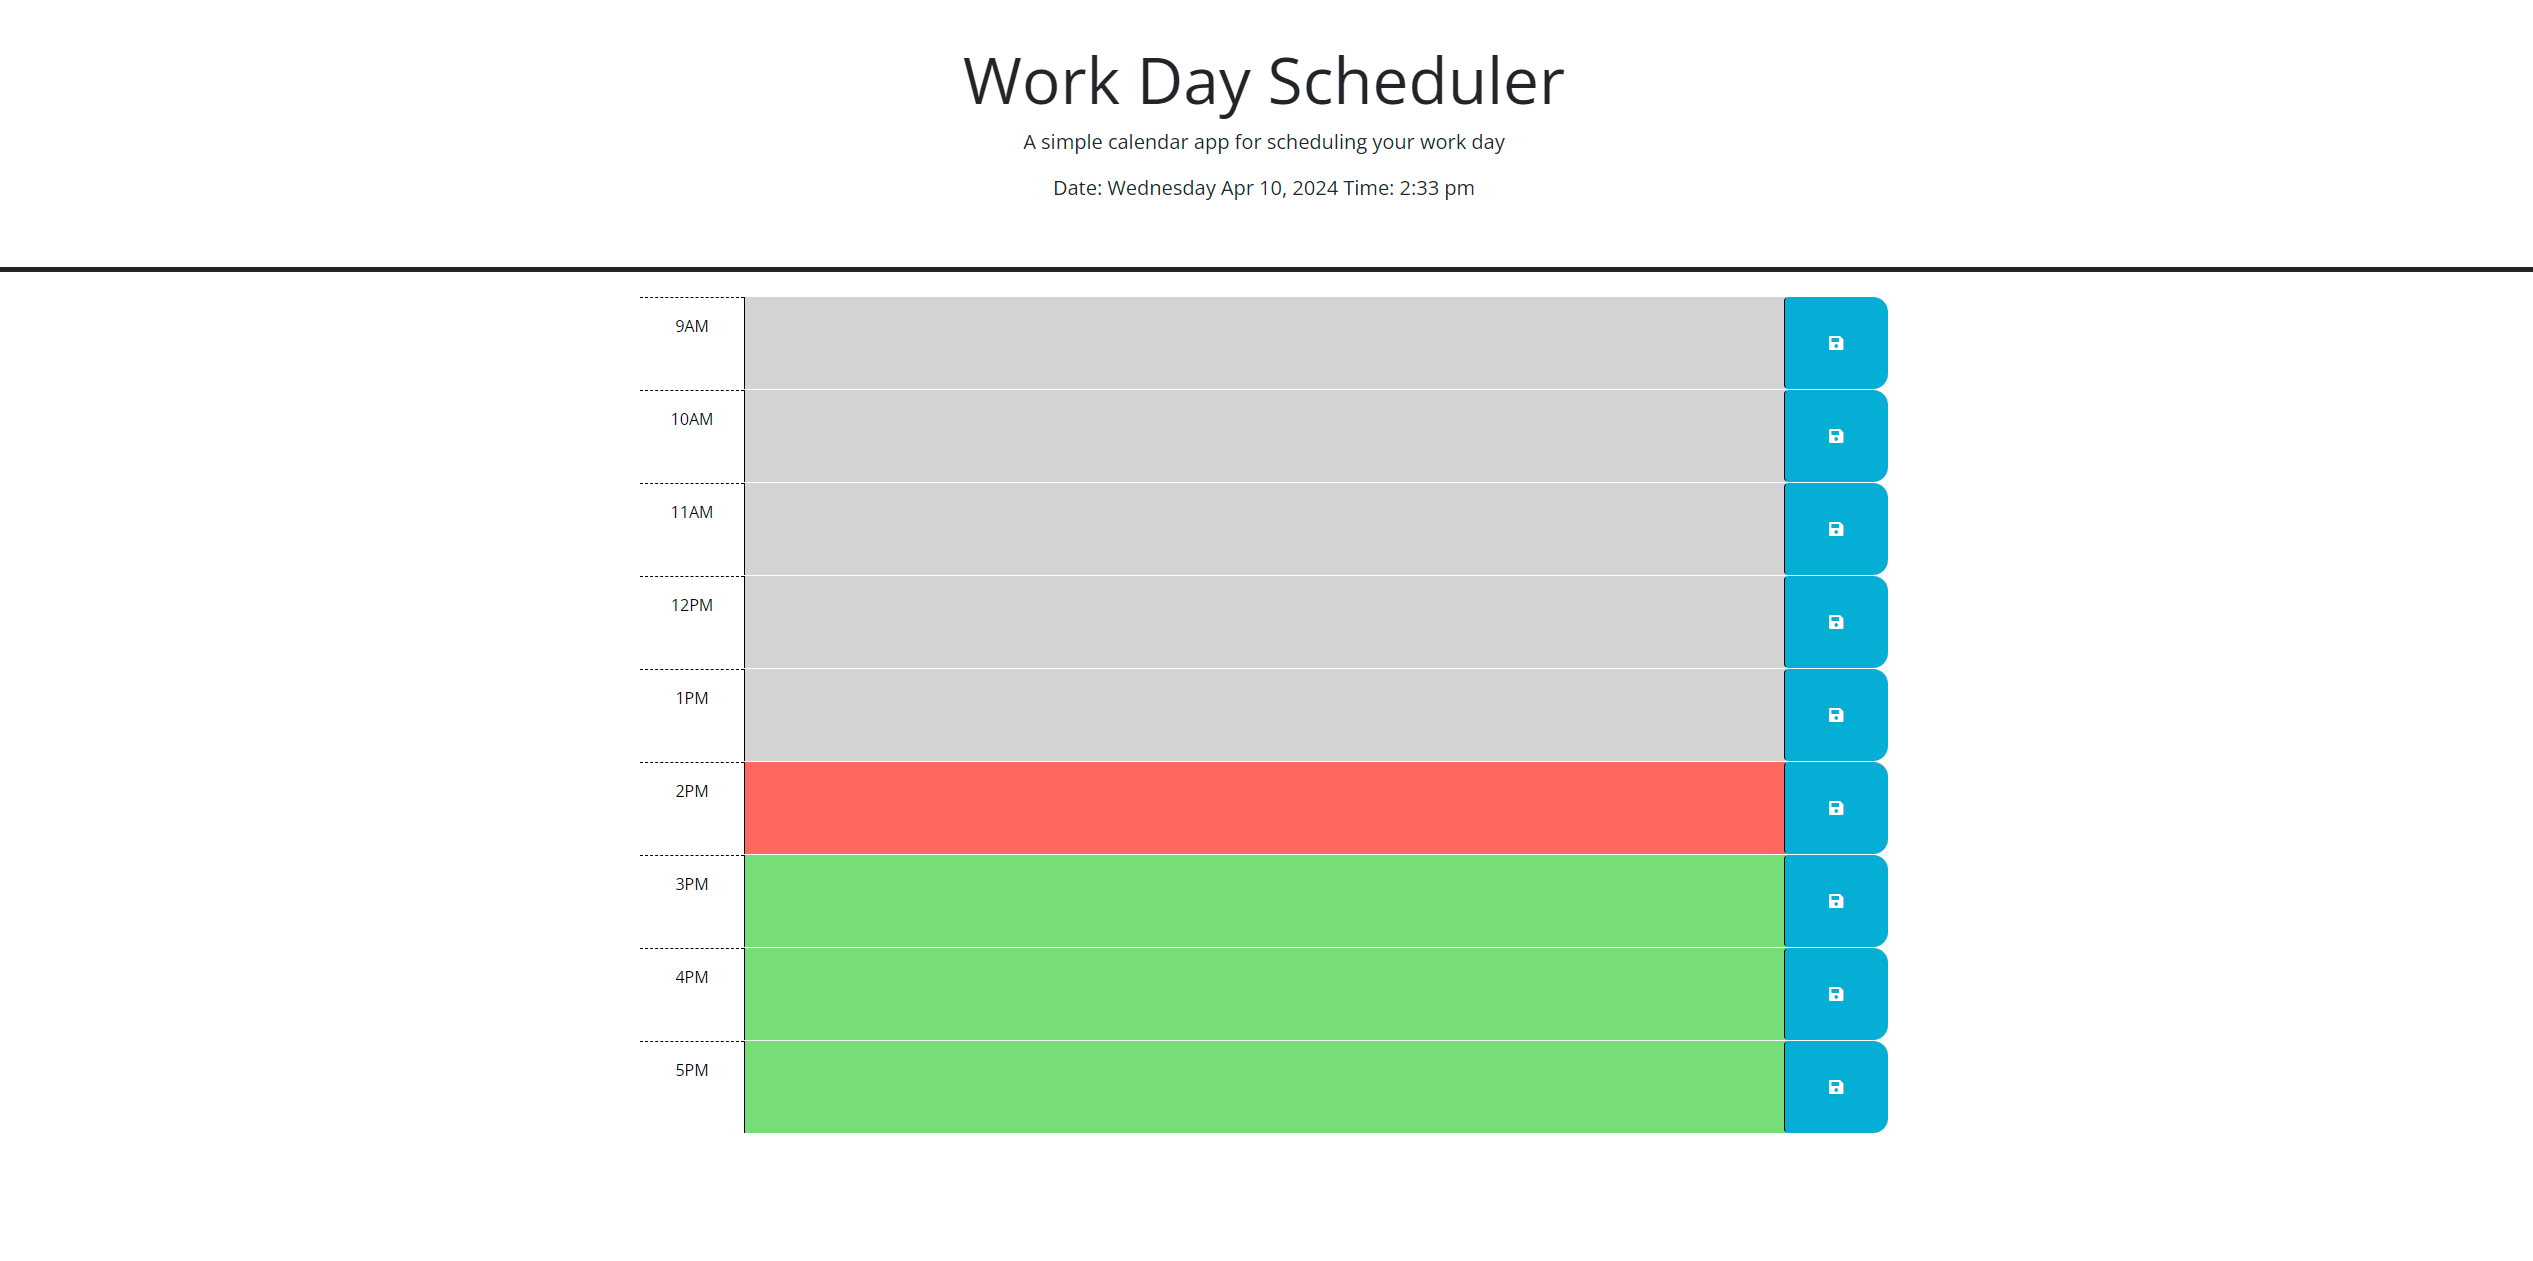 Work Day Scheduler
A simple calendar app for scheduling your work day
Date: Wednesday Apr 10, 2024 Time: 2:33 pm
9AM
10AM
11AM
12PM
1PM
2PM
3PM
4PM
5PM